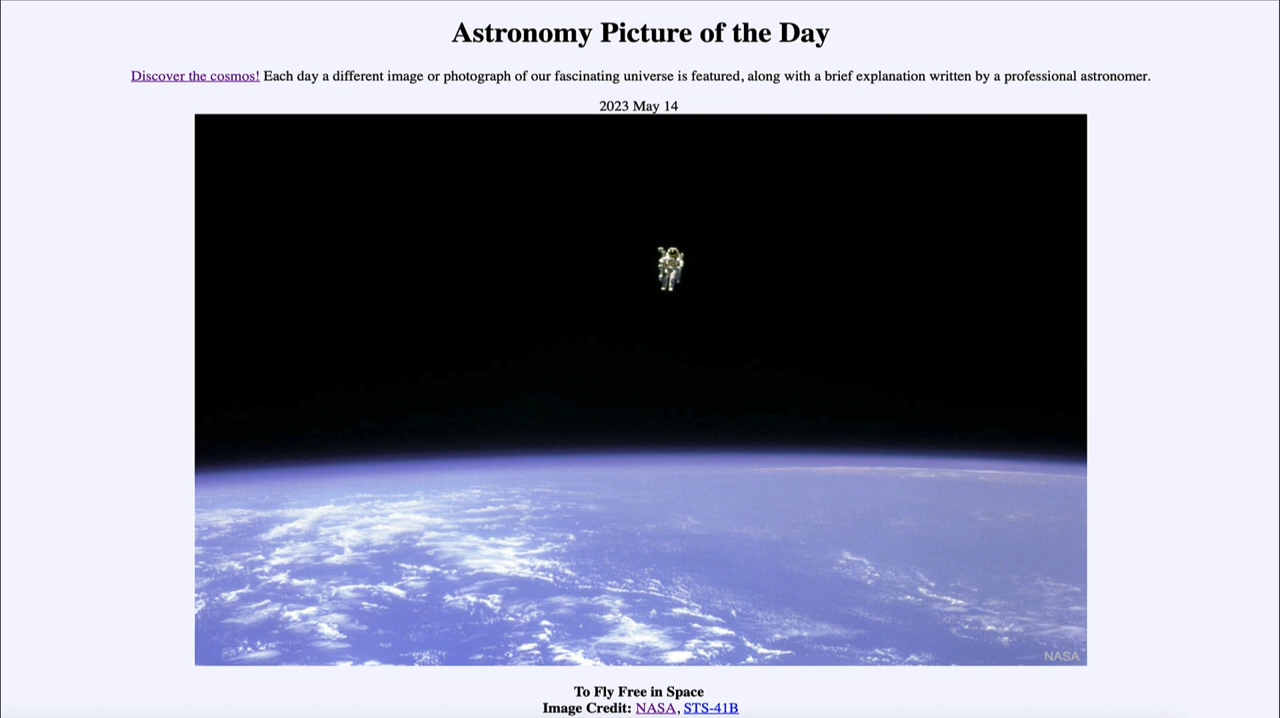 Astronomy Picture of the Day
Discover the cosmos! Each day a different image or photograph of our fascinating universe is featured, along with a brief explanation written by a professional astronomer.
2023 May 14
NASA
To Fly Free in Space
Image Credit: NASA, STS-41B